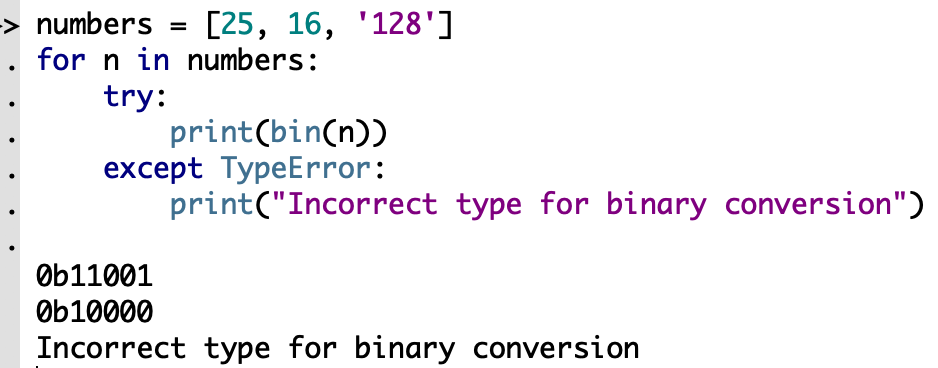 > numbers = [25, 16, '128']
. for n in numbers:
.     try:
.         print(bin(n))
.     except TypeError:
.         print("Incorrect type for binary conversion")
.
0b11001
0b10000
Incorrect type for binary conversion